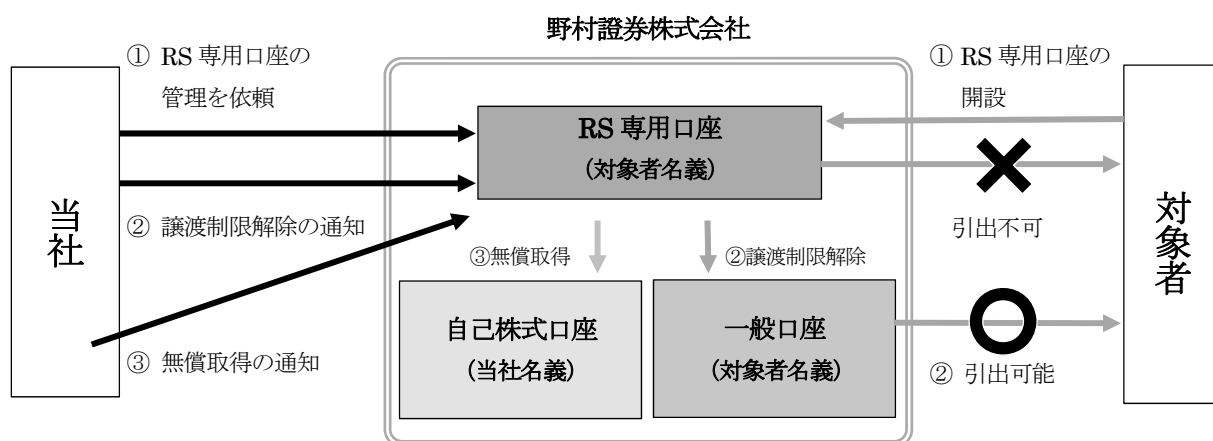 野村證券株式会社
① RS 専用口座の
管理を依頼
② 譲渡制限解除の通知
③ 無償取得の通知
当社
RS 専用口座
(対象者名義)
③無償取得
②譲渡制限解除
自己株式口座
(当社名義)
一般口座
(対象者名義)
① RS 専用口座の
開設
引出不可
② 引出可能
対象者